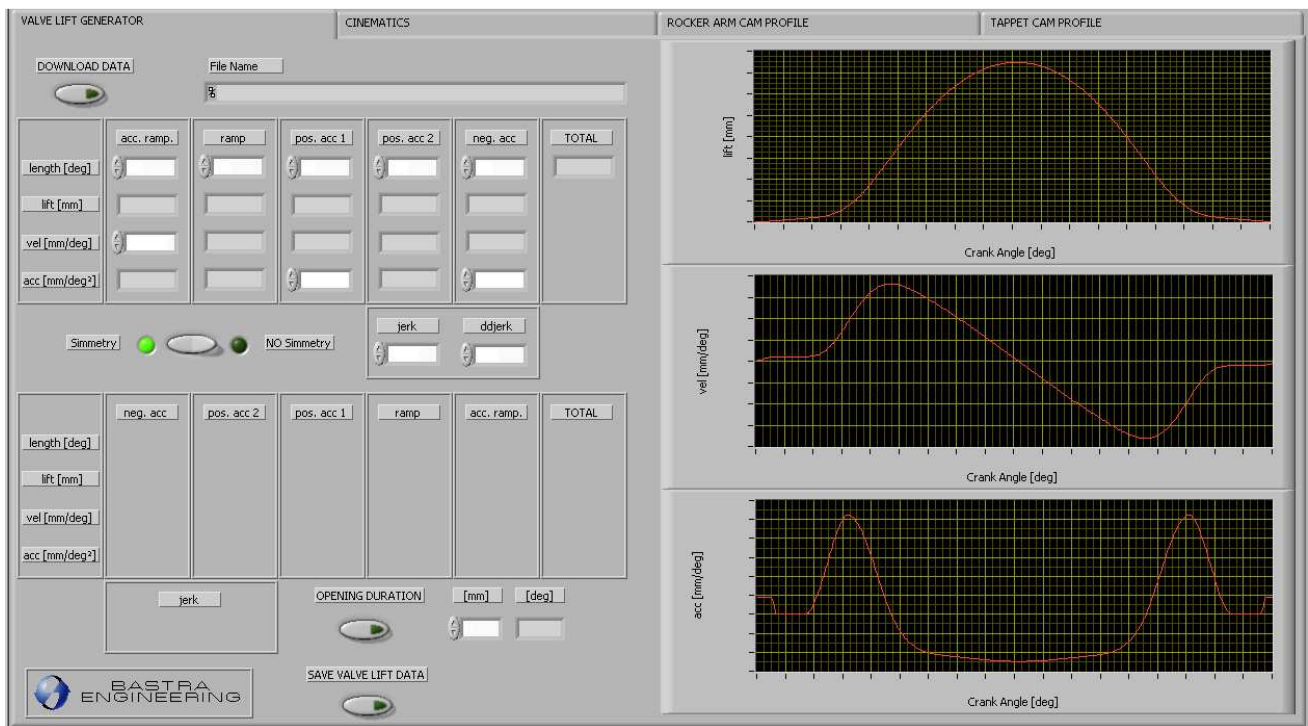 VALVE LIFT GENERATOR CINEMATICS ROCKER ARM CAM PROFILE TAPPET CAM PROFILE
DOWNLOAD DATA File Name
%
acc. ramp. ramp pos. acc 1 pos. acc 2 neg. acc TOTAL
length [deg]
lift [mm]
vel [mm/deg]
acc [mm/deg²]
jerk ddjerk
Simmetry NO Simmetry
neg. acc pos. acc 2 pos. acc 1 ramp acc. ramp. TOTAL
length [deg]
lift [mm]
vel [mm/deg]
acc [mm/deg²]
jerk
OPENING DURATION [mm] [deg]
SAVE VALVE LIFT DATA
BASTRA
ENGINEERING
lift [mm]
Crank Angle [deg]
vel [mm/deg]
Crank Angle [deg]
acc [mm/deg]
Crank Angle [deg]